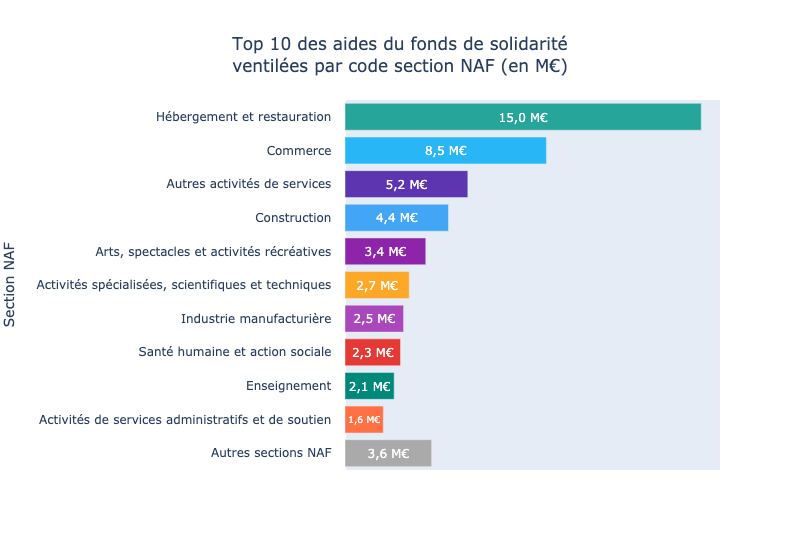 Top 10 des aides du fonds de solidarité
ventilées par code section NAF (en M€)
Section NAF
Hébergement et restauration 15,0 M€
Commerce 8,5 M€
Autres activités de services 5,2 M€
Construction 4,4 M€
Arts, spectacles et activités récréatives 3,4 M€
Activités spécialisées, scientifiques et techniques 2,7 M€
Industrie manufacturière 2,5 M€
Santé humaine et action sociale 2,3 M€
Enseignement 2,1 M€
Activités de services administratifs et de soutien 1,6 M€
Autres sections NAF 3,6 M€